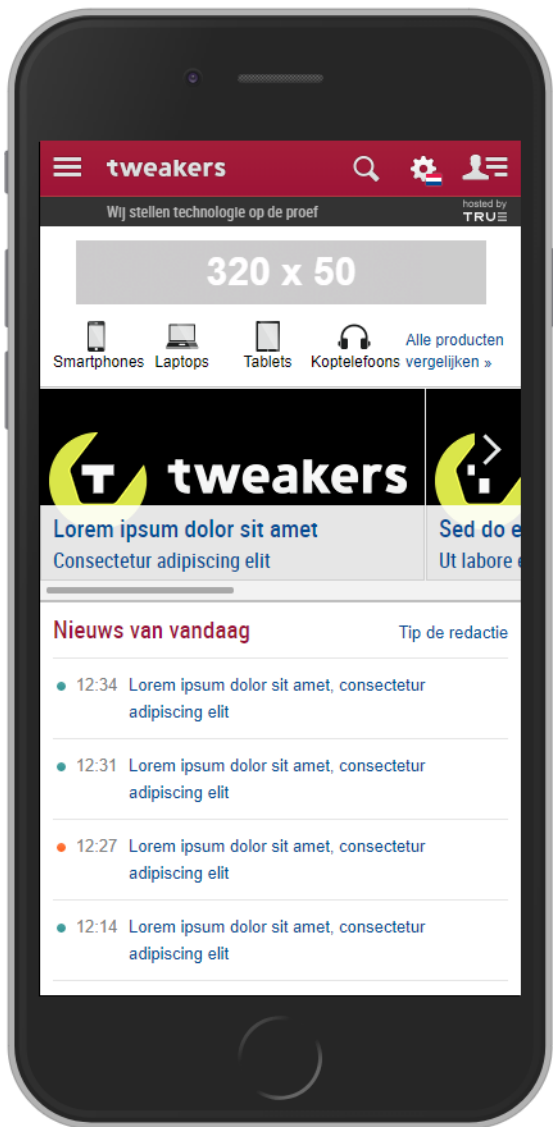 tweakers
Wij stellen technologie op de proef
hosted by
TRUE
320 x 50
Smartphones Laptops Tablets Koptelefoons
Alle producten
vergelijken »
T tweakers
Lorem ipsum dolor sit amet
Consectetur adipiscing elit
Sed do e
Ut labore e
Nieuws van vandaag Tip de redactie
12:34 Lorem ipsum dolor sit amet, consectetur
adipiscing elit
12:31 Lorem ipsum dolor sit amet, consectetur
adipiscing elit
12:27 Lorem ipsum dolor sit amet, consectetur
adipiscing elit
12:14 Lorem ipsum dolor sit amet, consectetur
adipiscing elit